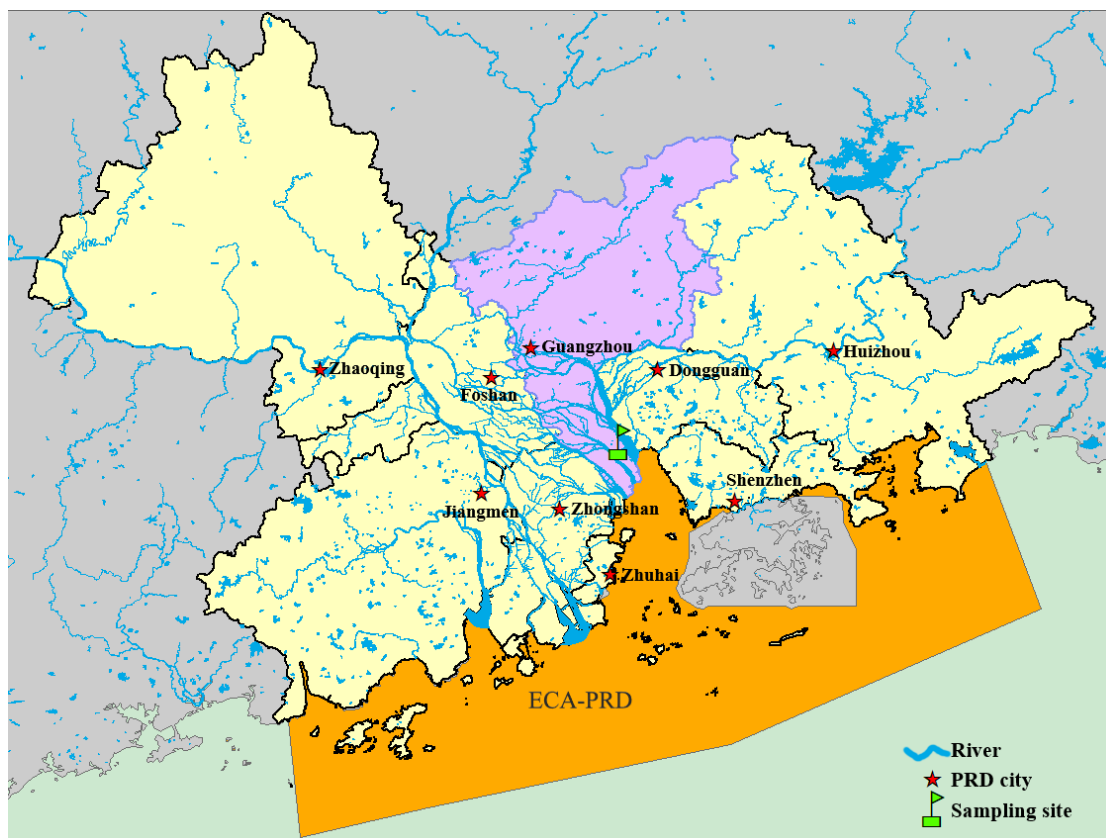 Guangzhou
Huizhou
Zhaoqing
Dongguan
Foshan
Shenzhen
Jiangmen
Zhongshan
Zhuhai
ECA-PRD
River
PRD city
Sampling site